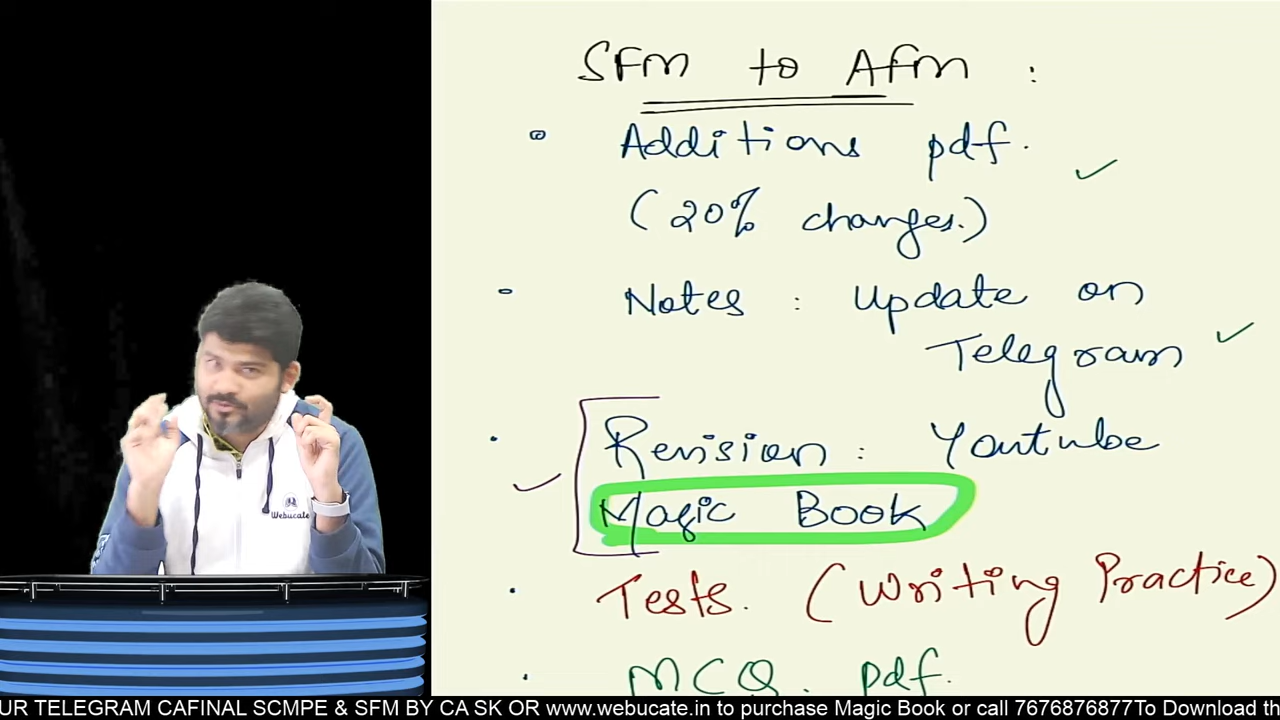 SFM to AFM :
Additions pdf.
(20% changes.)
Notes : Update on
Telegram
Revision : Youtube
Magic Book
Tests. (Writing Practice)
MCQ. pdf.
Webucate
UR TELEGRAM CAFINAL SCMPE & SFM BY CA SK OR www.webucate.in to purchase Magic Book or call 7676876877To Download th